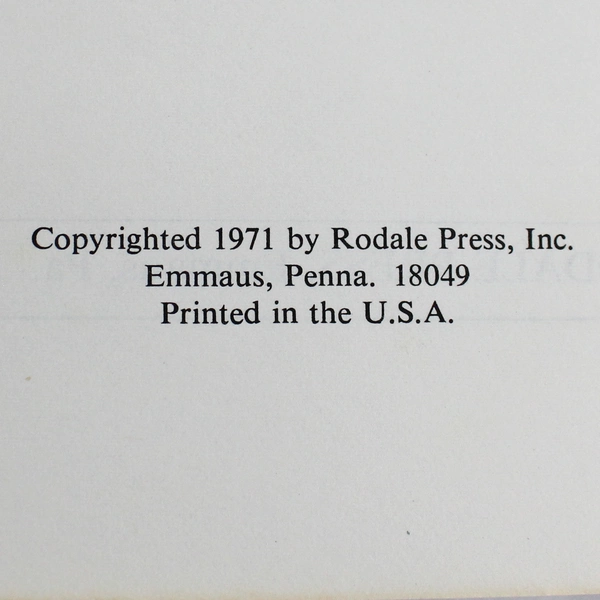 Copyrighted 1971 by Rodale Press, Inc.
Emmaus, Penna. 18049
Printed in the U.S.A.